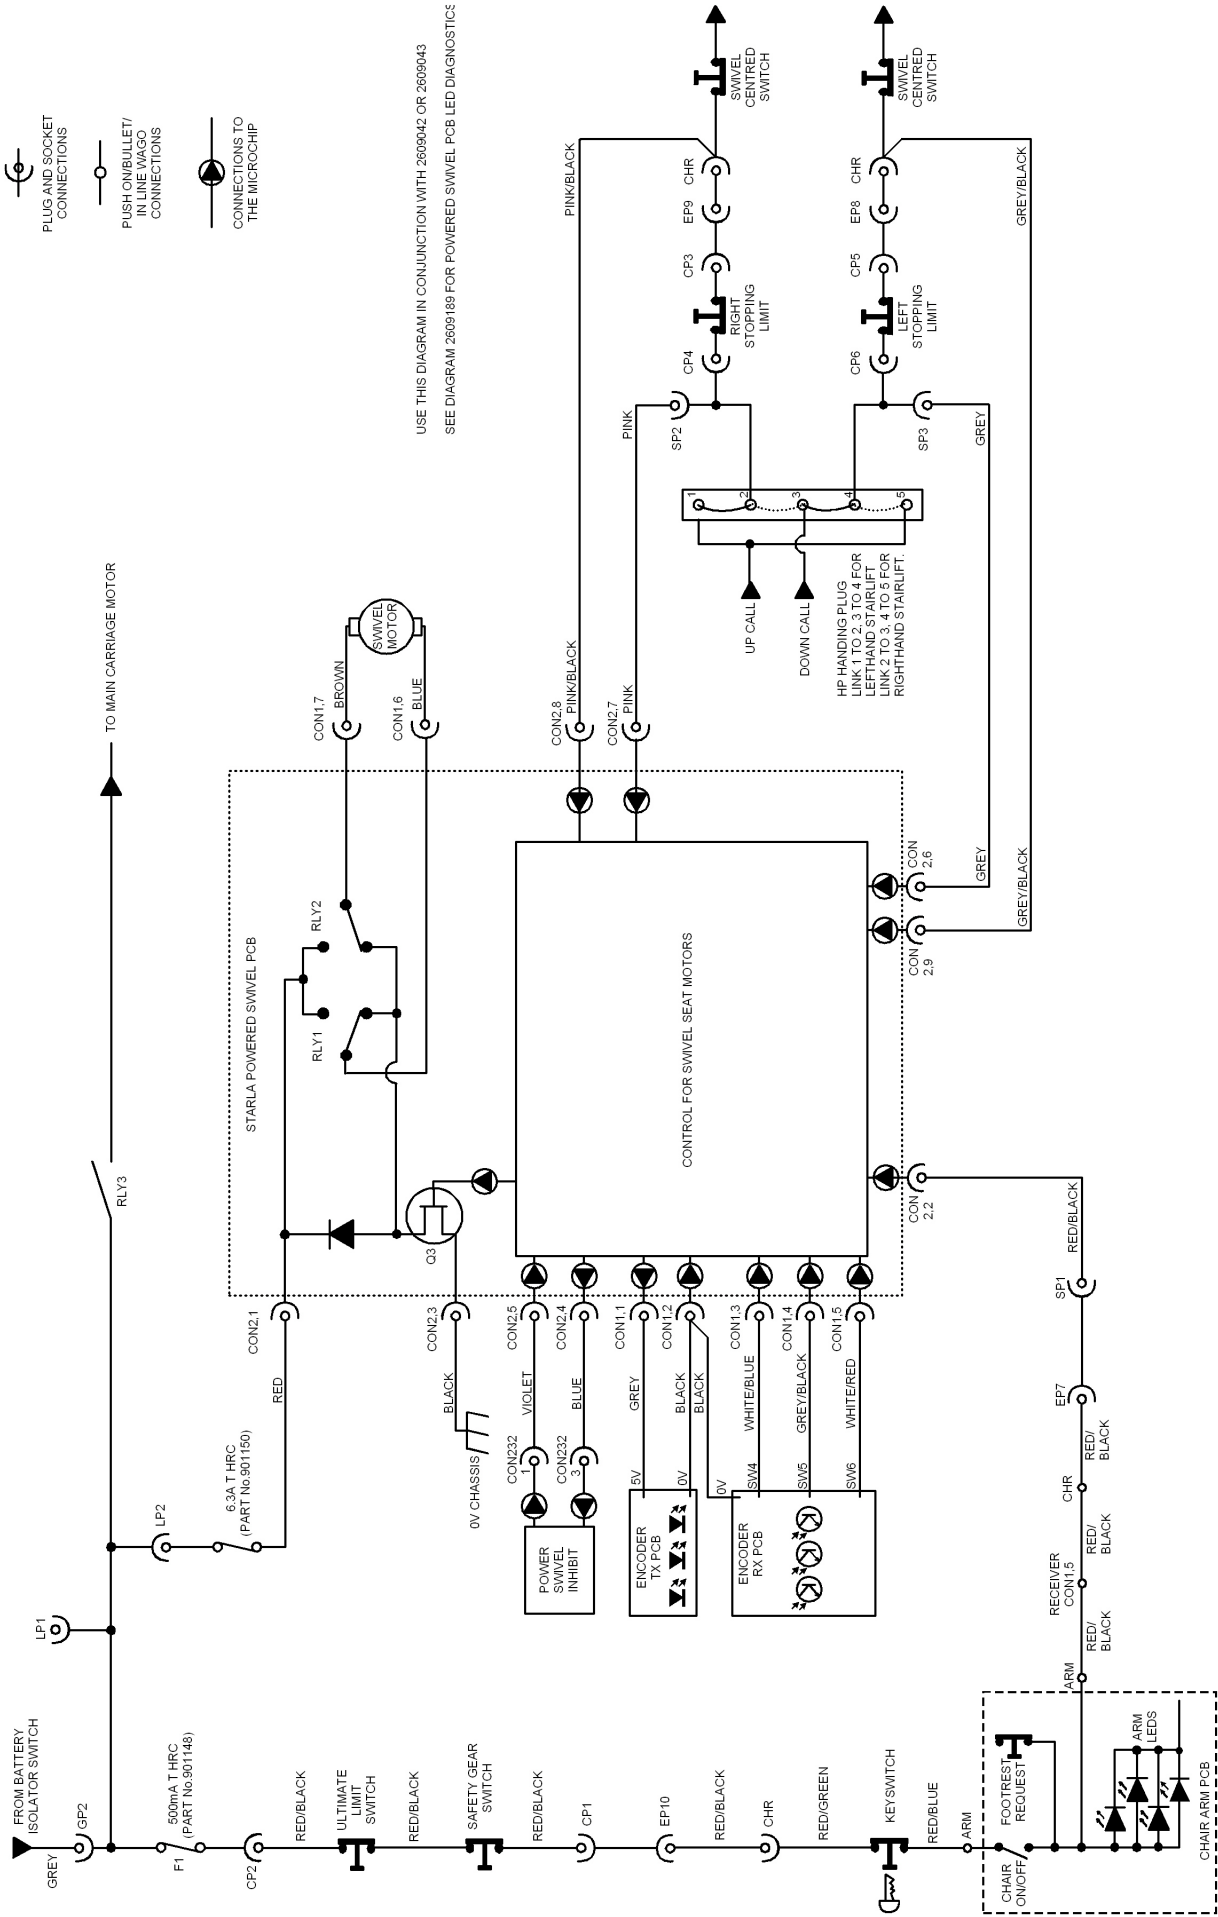 PLUG AND SOCKET
CONNECTIONS
PUSH ON/BULLET/
IN LINE WAGO
CONNECTIONS
CONNECTIONS TO
THE MICROCHIP
USE THIS DIAGRAM IN CONJUNCTION WITH 2609042 OR 2609043
SEE DIAGRAM 2609189 FOR POWERED SWIVEL PCB LED DIAGNOSTICS
FROM BATTERY
ISOLATOR SWITCH
GREY
GP2
LP1
LP2
RLY3
TO MAIN CARRIAGE MOTOR
6.3A T HRC
(PART No.901150)
RED
CON2,1
500mA T HRC
(PART No.901148)
F1
CP2
RED/BLACK
ULTIMATE
LIMIT
SWITCH
RED/BLACK
SAFETY GEAR
SWITCH
RED/BLACK
CP1
EP10
RED/BLACK
CHR
RED/GREEN
KEYSWITCH
RED/BLUE
ARM
CHAIR
ON/OFF
FOOTREST
REQUEST
ARM
LEDS
CHAIR ARM PCB
STARLA POWERED SWIVEL PCB
RLY1
RLY2
Q3
CON1,7
BROWN
CON1,6
BLUE
SWIVEL
MOTOR
CON2,3
BLACK
0V CHASSIS
CON2,5
VIOLET
CON232
1
CON2,4
BLUE
CON232
3
POWER
SWIVEL
INHIBIT
CON1,1
GREY
5V
CON1,2
BLACK
BLACK
0V
0V
ENCODER
TX PCB
CON1,3
WHITE/BLUE
SW4
CON1,4
GREY/BLACK
SW5
CON1,5
WHITE/RED
SW6
ENCODER
RX PCB
CONTROL FOR SWIVEL SEAT MOTORS
CON2,8
PINK/BLACK
PINK/BLACK
CON2,7
PINK
PINK
SP2
CP4
RIGHT
STOPPING
LIMIT
CP3
EP9
CHR
SWIVEL
CENTRED
SWITCH
1
2
3
4
5
UP CALL
DOWN CALL
HP HANDING PLUG
LINK 1 TO 2, 3 TO 4 FOR
LEFTHAND STAIRLIFT
LINK 2 TO 3, 4 TO 5 FOR
RIGHTHAND STAIRLIFT.
SP3
CP6
LEFT
STOPPING
LIMIT
CP5
EP8
CHR
SWIVEL
CENTRED
SWITCH
CON
2,6
GREY
GREY
CON
2,9
GREY/BLACK
GREY/BLACK
CON
2,2
RED/BLACK
SP1
EP7
RED/
BLACK
CHR
RED/
BLACK
RECEIVER
CON1,5
RED/
BLACK
ARM